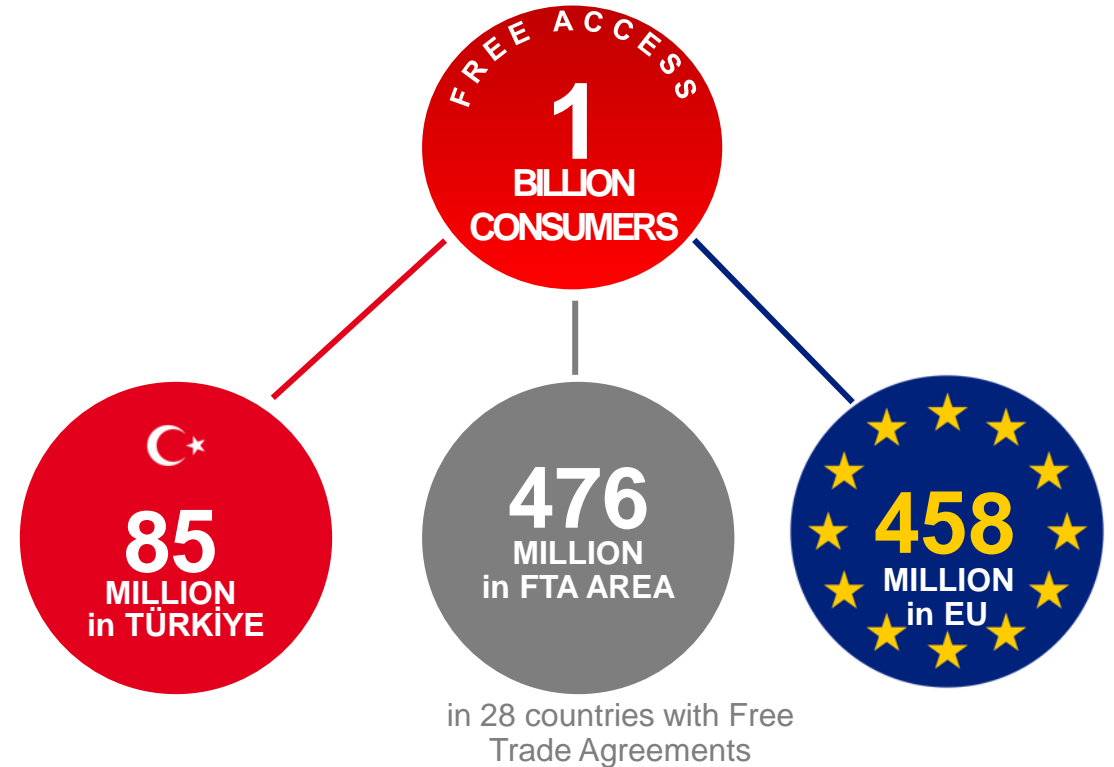 FREE ACCESS
1
BILLION
CONSUMERS
85
MILLION
in TÜRKİYE
476
MILLION
in FTA AREA
458
MILLION
in EU
in 28 countries with Free
Trade Agreements